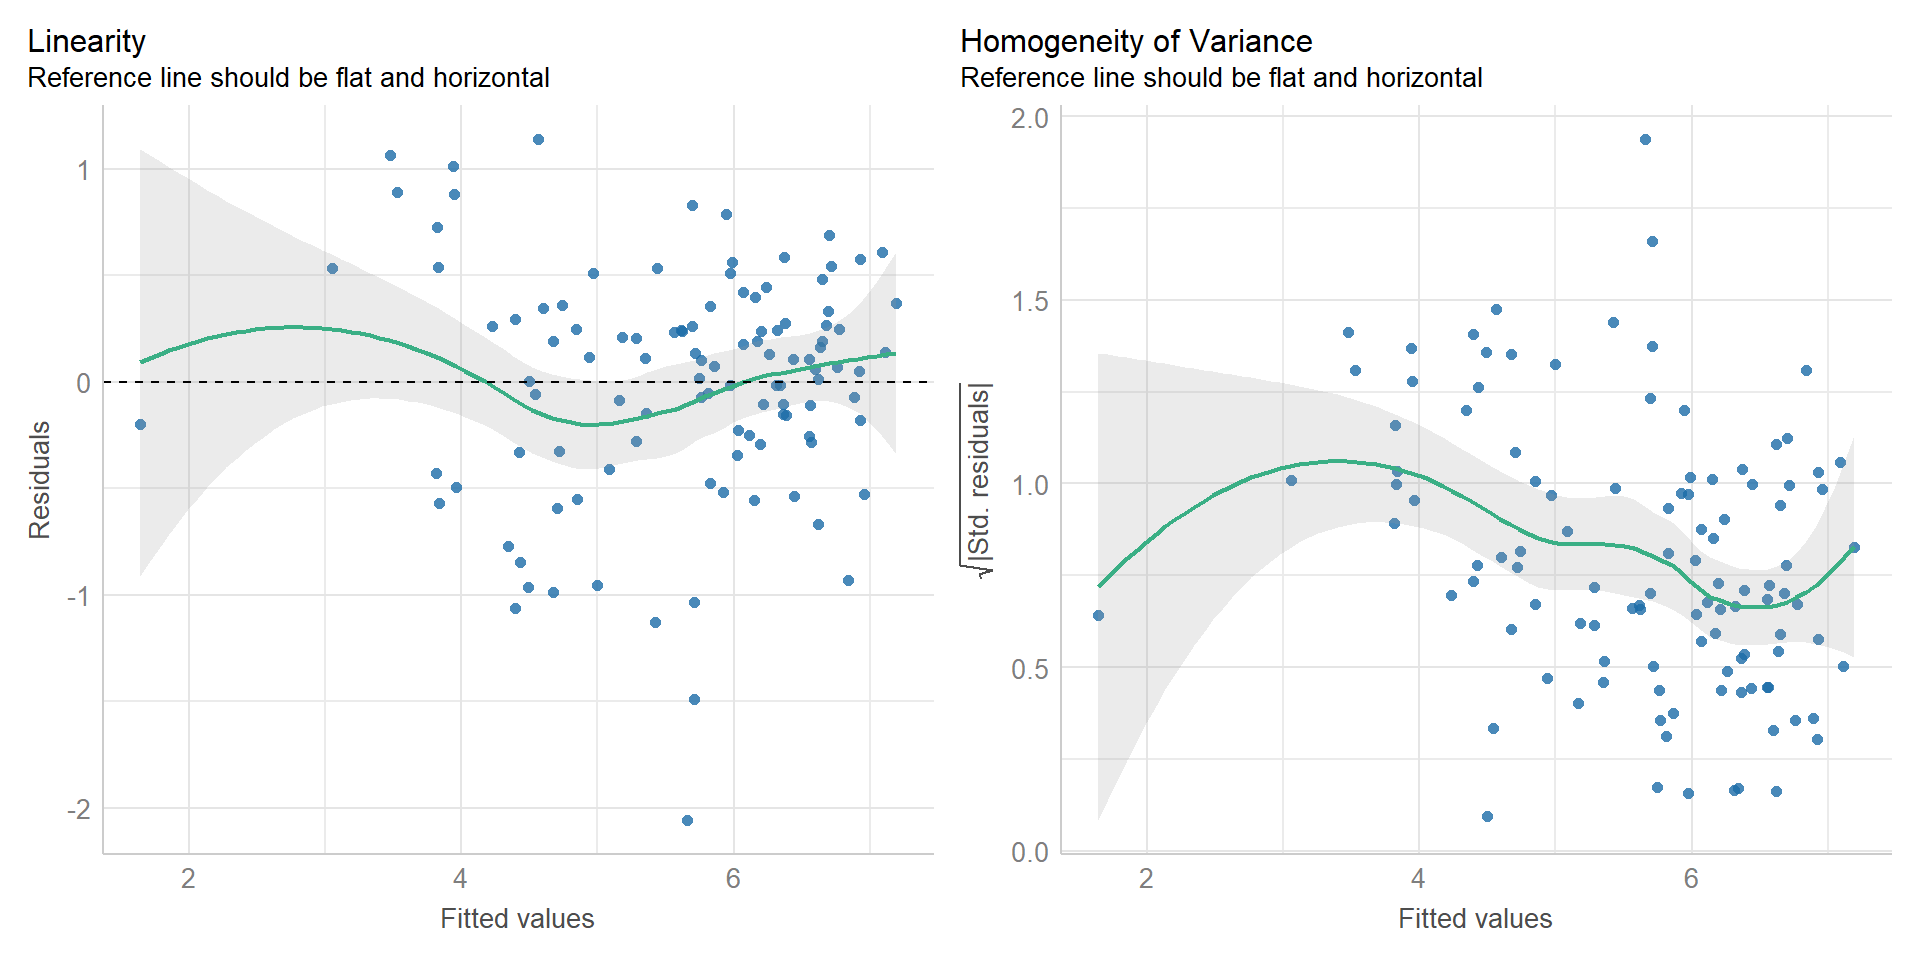 Linearity
Reference line should be flat and horizontal
1
0
-1
-2
Residuals
2
4
6
Fitted values
Homogeneity of Variance
Reference line should be flat and horizontal
2.0
1.5
1.0
0.5
0.0
√|Std. residuals|
2
4
6
Fitted values